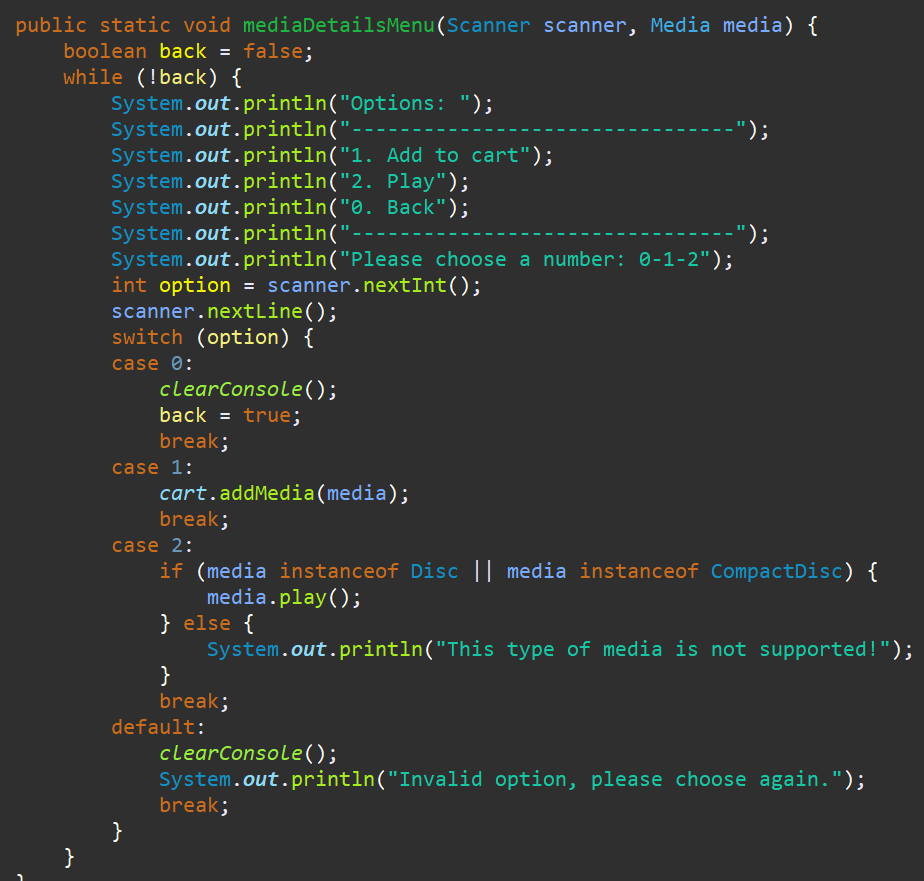 public static void mediaDetailsMenu(Scanner scanner, Media media) {
    boolean back = false;
    while (!back) {
        System.out.println("Options: ");
        System.out.println("--------------------------------");
        System.out.println("1. Add to cart");
        System.out.println("2. Play");
        System.out.println("0. Back");
        System.out.println("--------------------------------");
        System.out.println("Please choose a number: 0-1-2");
        int option = scanner.nextInt();
        scanner.nextLine();
        switch (option) {
        case 0:
            clearConsole();
            back = true;
            break;
        case 1:
            cart.addMedia(media);
            break;
        case 2:
            if (media instanceof Disc || media instanceof CompactDisc) {
                media.play();
            } else {
                System.out.println("This type of media is not supported!");
            }
            break;
        default:
            clearConsole();
            System.out.println("Invalid option, please choose again.");
            break;
        }
    }
}